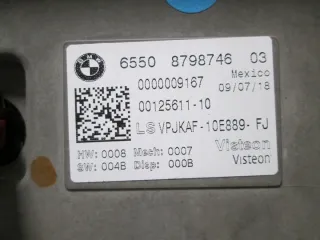 BMW
6550 8798746 03
Mexico
0000009167
09/07/18
00125611-10
LS VPJKAF-10E889-FJ
HW:0008 Mech:0007
SW:004B Disp:000B
Visteon
Visteon